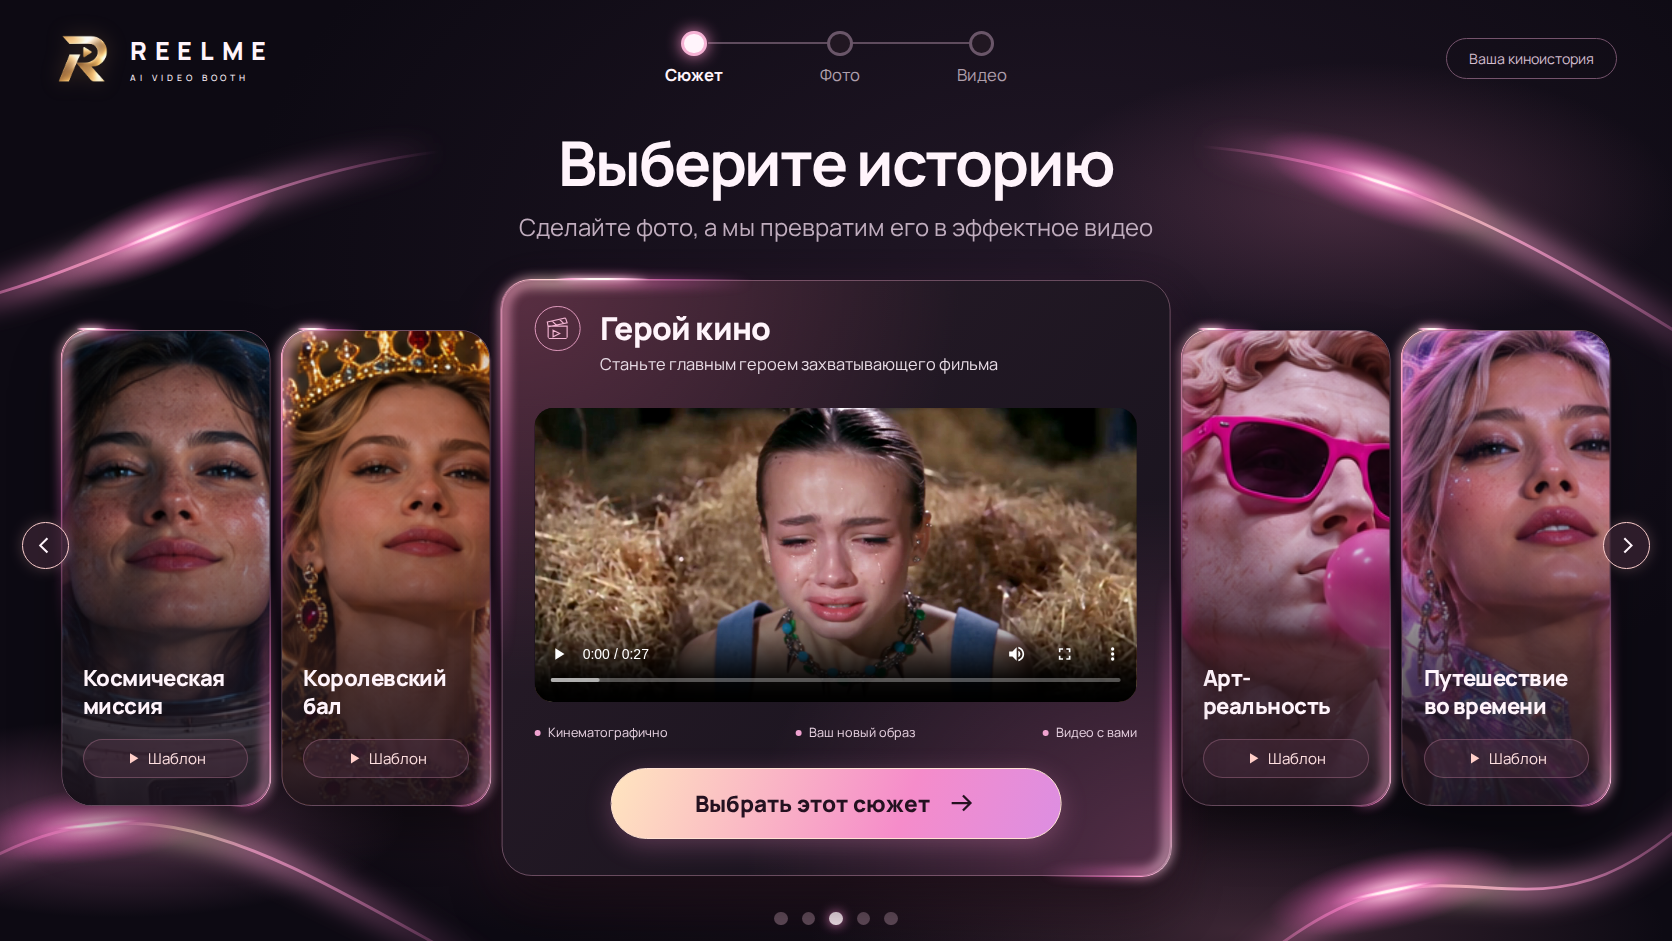 REELME
AI VIDEO BOOTH
Сюжет
Фото
Видео
Ваша киноистория
Выберите историю
Сделайте фото, а мы превратим его в эффектное видео
Космическая
миссия
Шаблон
Королевский
бал
Шаблон
Герой кино
Станьте главным героем захватывающего фильма
0:00 / 0:27
Кинематографично
Ваш новый образ
Видео с вами
Выбрать этот сюжет
Арт-
реальность
Шаблон
Путешествие
во времени
Шаблон